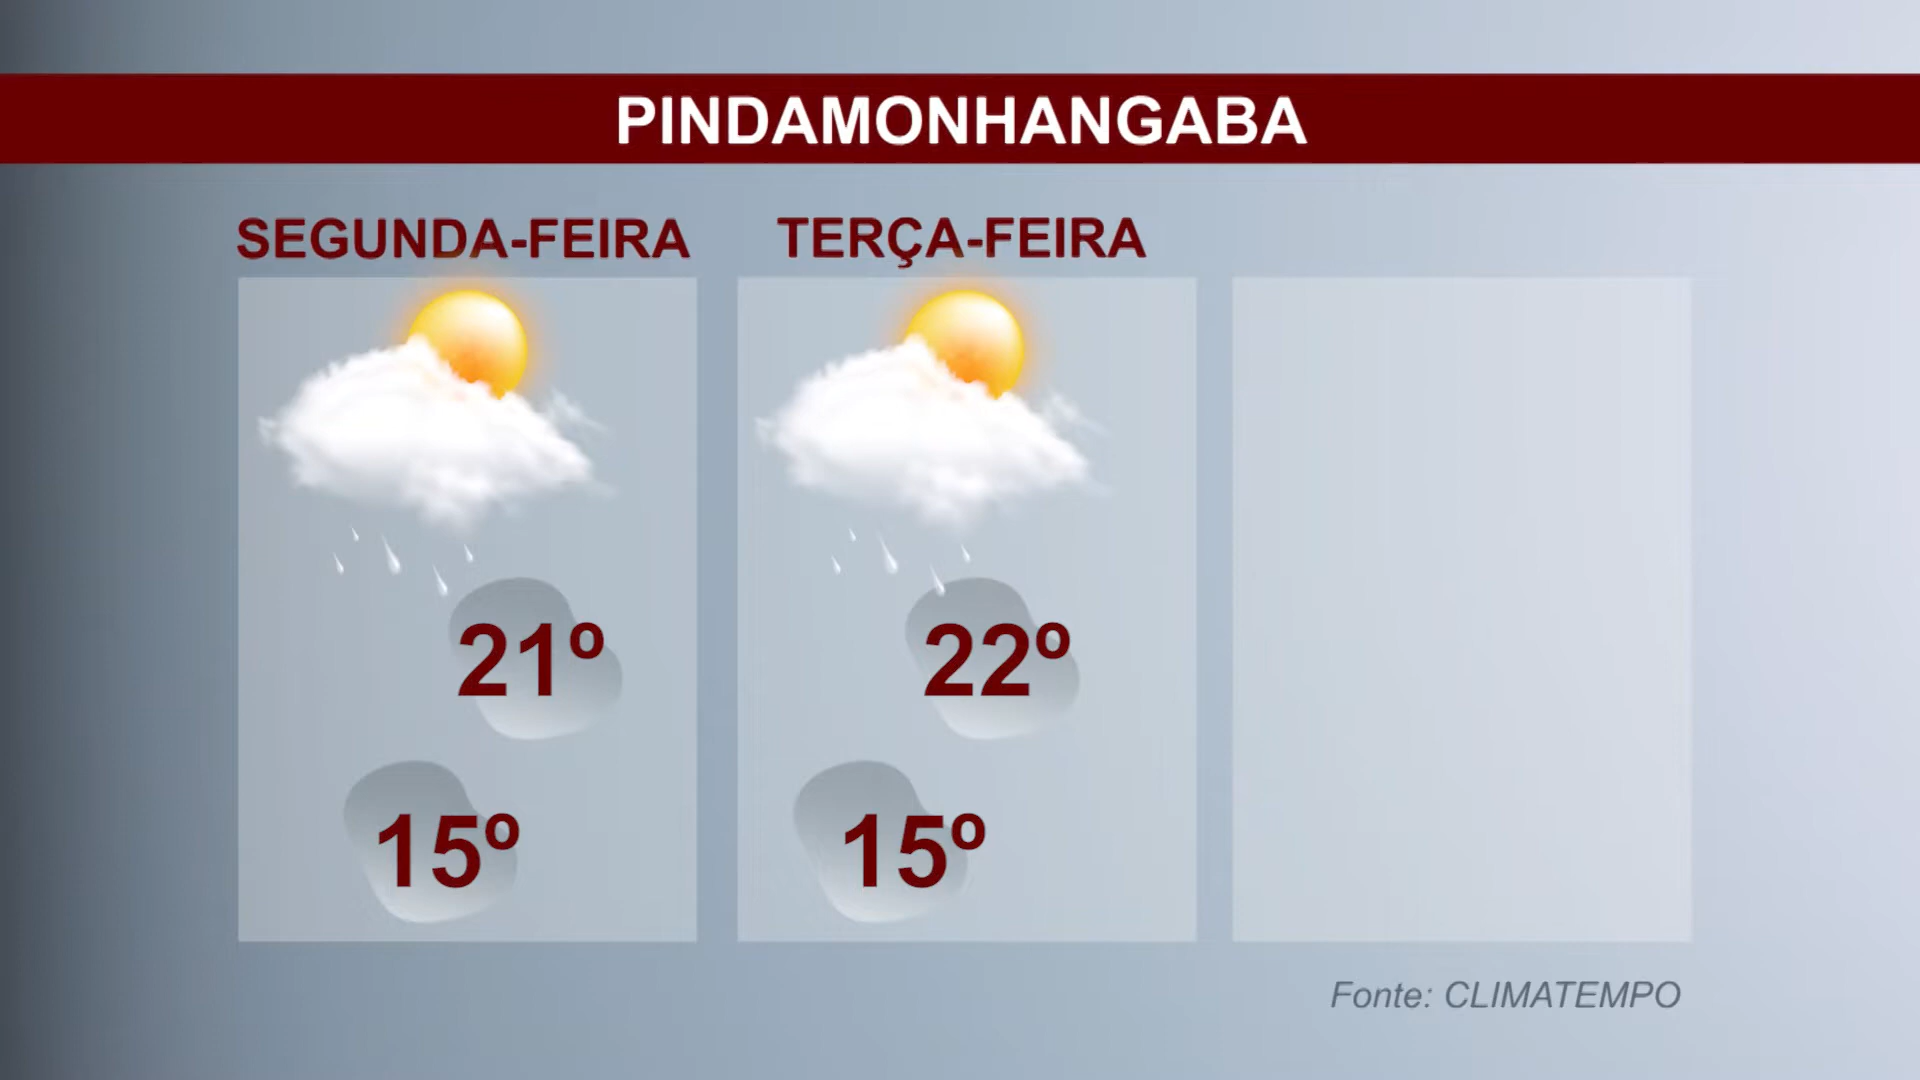 PINDAMONHANGABA
SEGUNDA-FEIRA
TERÇA-FEIRA
21º
22º
15º
15º
Fonte: CLIMATEMPO